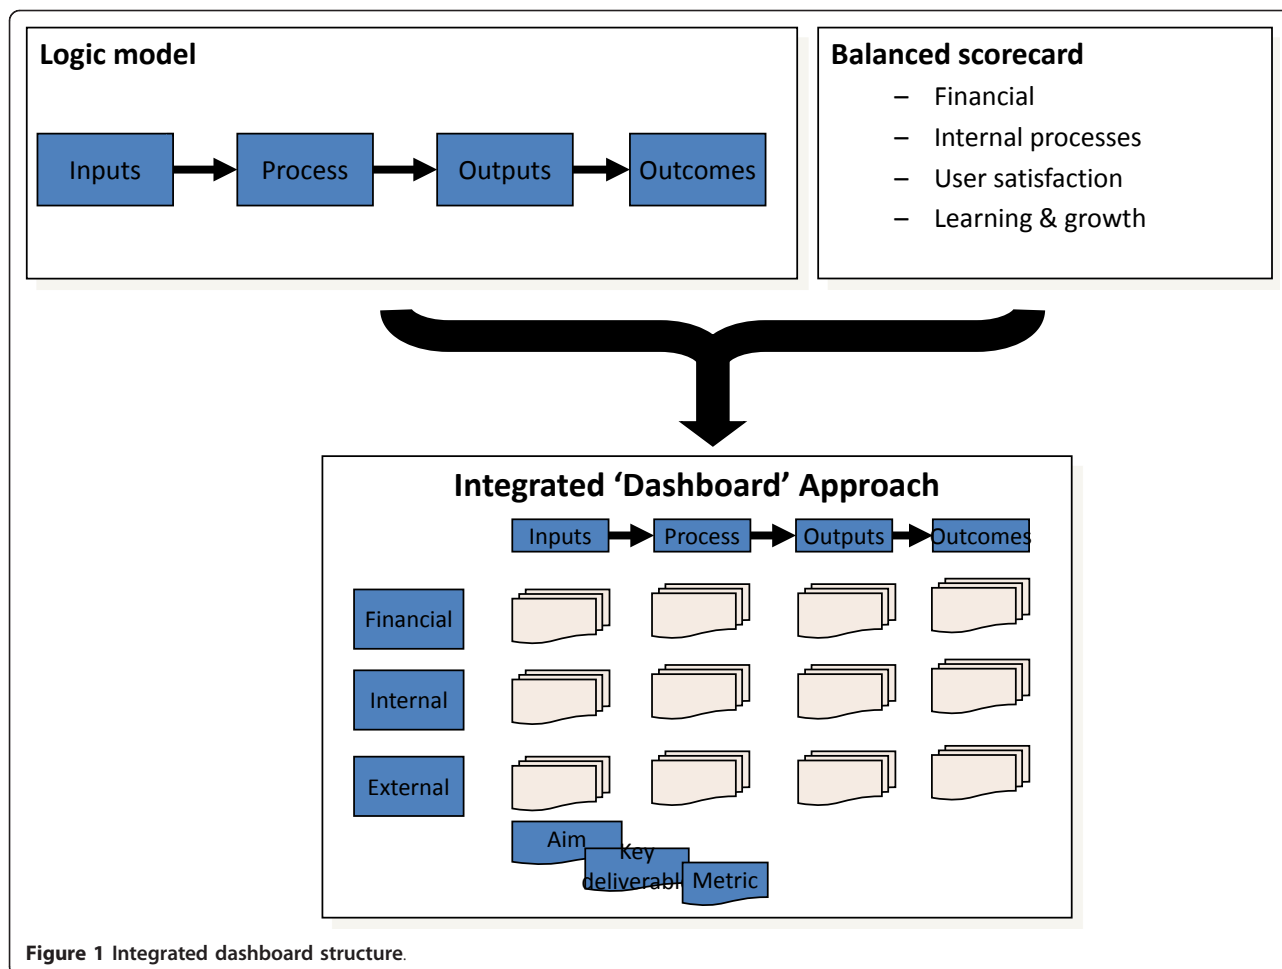 Logic model
Inputs
Process
Outputs
Outcomes
Balanced scorecard
– Financial
– Internal processes
– User satisfaction
– Learning & growth
Integrated ‘Dashboard’ Approach
Inputs
Process
Outputs
Outcomes
Financial
Internal
External
Aim
Key
deliverable
Metric
Figure 1 Integrated dashboard structure.